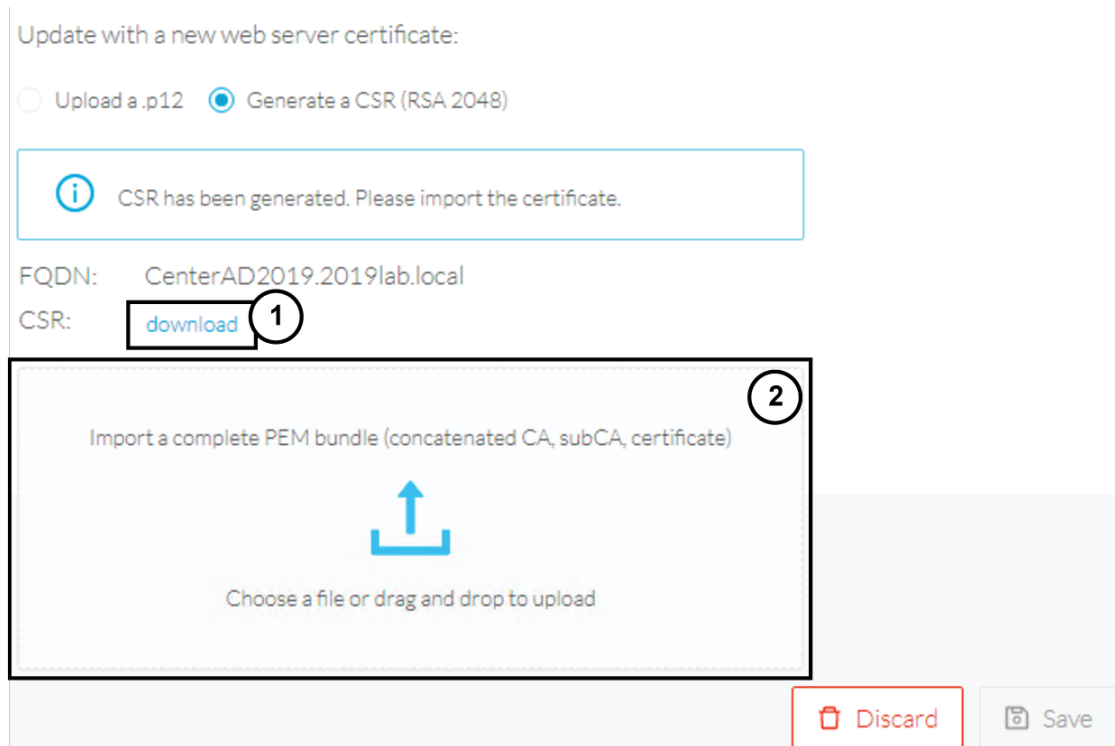 Update with a new web server certificate:
Upload a .p12 Generate a CSR (RSA 2048)
CSR has been generated. Please import the certificate.
FQDN: CenterAD2019.2019lab.local
CSR: download 1
2
Import a complete PEM bundle (concatenated CA, subCA, certificate)
Choose a file or drag and drop to upload
Discard Save